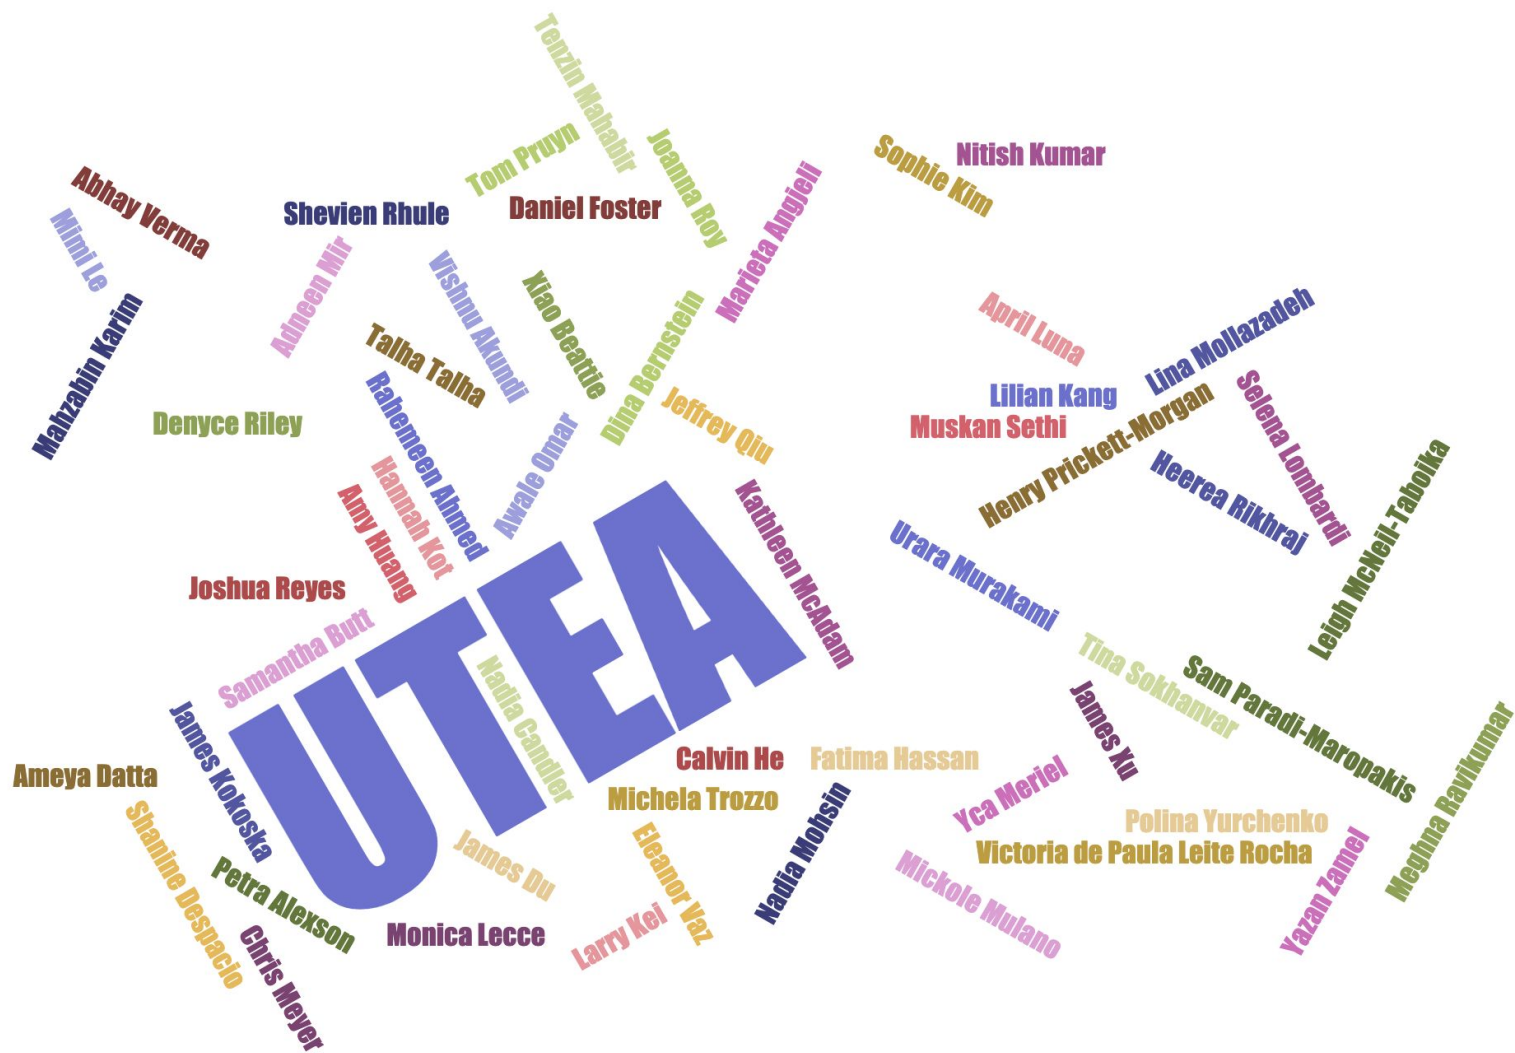 Tenzin Mahabir
Tom Pruyn
Joanna Roy
Sophie Kim
Nitish Kumar
Abhay Verma
Mimi Le
Shevien Rhule
Daniel Foster
Marieta Angjeli
Adneen Mir
Vishnu Akundi
Xiao Beattie
Dina Bernstein
Mahzabin Karim
Talha Talha
April Luna
Lina Mollazadeh
Lilian Kang
Muskan Sethi
Henry Prickett-Morgan
Selena Lombardi
Denyce Riley
Raheemeen Ahmed
Jeffrey Qiu
Awale Omar
Hannah Kot
Amy Huang
Heerea Rikhraj
Leigh McNeil-Taboika
Kathleen McAdam
Urara Murakami
Joshua Reyes
Samantha Butt
UTEA
Nadia Candler
Tina Sokhanvar
Sam Paradi-Maropakis
James Xu
James Kokoska
Ameya Datta
Calvin He
Fatima Hassan
Michela Trozzo
Yca Meriel
Meghna Ravikumar
Shanine Despacio
Nadia Mohsin
Polina Yurchenko
Victoria de Paula Leite Rocha
James Du
Eleanor Vaz
Petra Alexson
Mickole Mulano
Yazan Zamel
Monica Lecce
Larry Kei
Chris Meyer